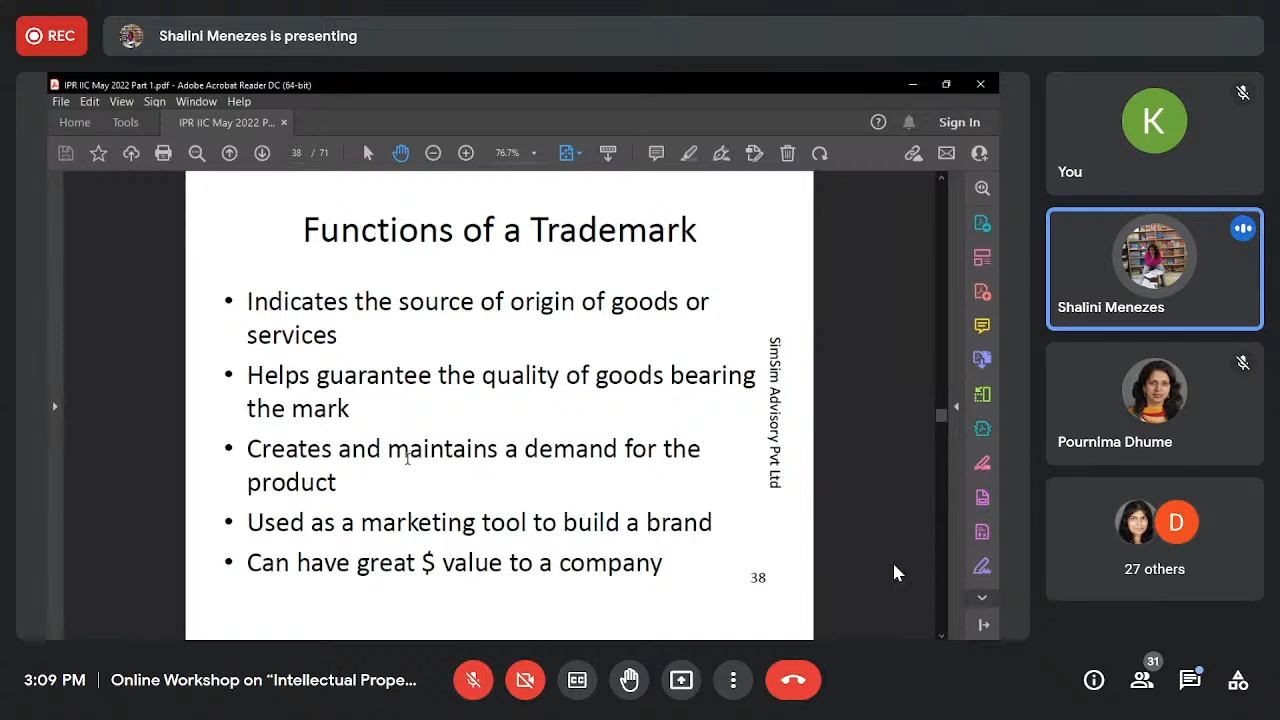 REC
Shalini Menezes is presenting
IPR IIC May 2022 Part 1.pdf - Adobe Acrobat Reader DC (64-bit)
File Edit View Sign Window Help
Home Tools IPR IIC May 2022 P... ×
Sign In
38 / 71
76.7%
Functions of a Trademark
• Indicates the source of origin of goods or
services
• Helps guarantee the quality of goods bearing
the mark
• Creates and maintains a demand for the
product
• Used as a marketing tool to build a brand
• Can have great $ value to a company
38
SimSim Advisory Pvt Ltd
K
You
Shalini Menezes
Pournima Dhume
D
27 others
3:09 PM | Online Workshop on “Intellectual Prope...
31